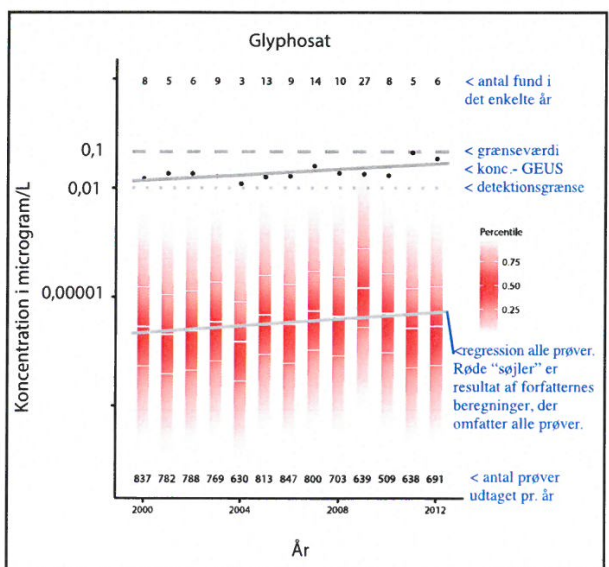 Glyphosat
8 5 6 9 3 13 9 14 10 27 8 5 6
< antal fund i
det enkelte år
0,1
< grænseværdi
< konc.- GEUS
0,01
< detektionsgrænse
Koncentration i microgram/L
Percentile
0.75
0.50
0.25
0,00001
<regression alle prøver.
Røde "søjler" er
resultat af forfatternes
beregninger, der
omfatter alle prøver.
837 782 788 769 630 813 847 800 703 639 509 638 691
< antal prøver
udtaget pr. år
2000 2004 2008 2012
År